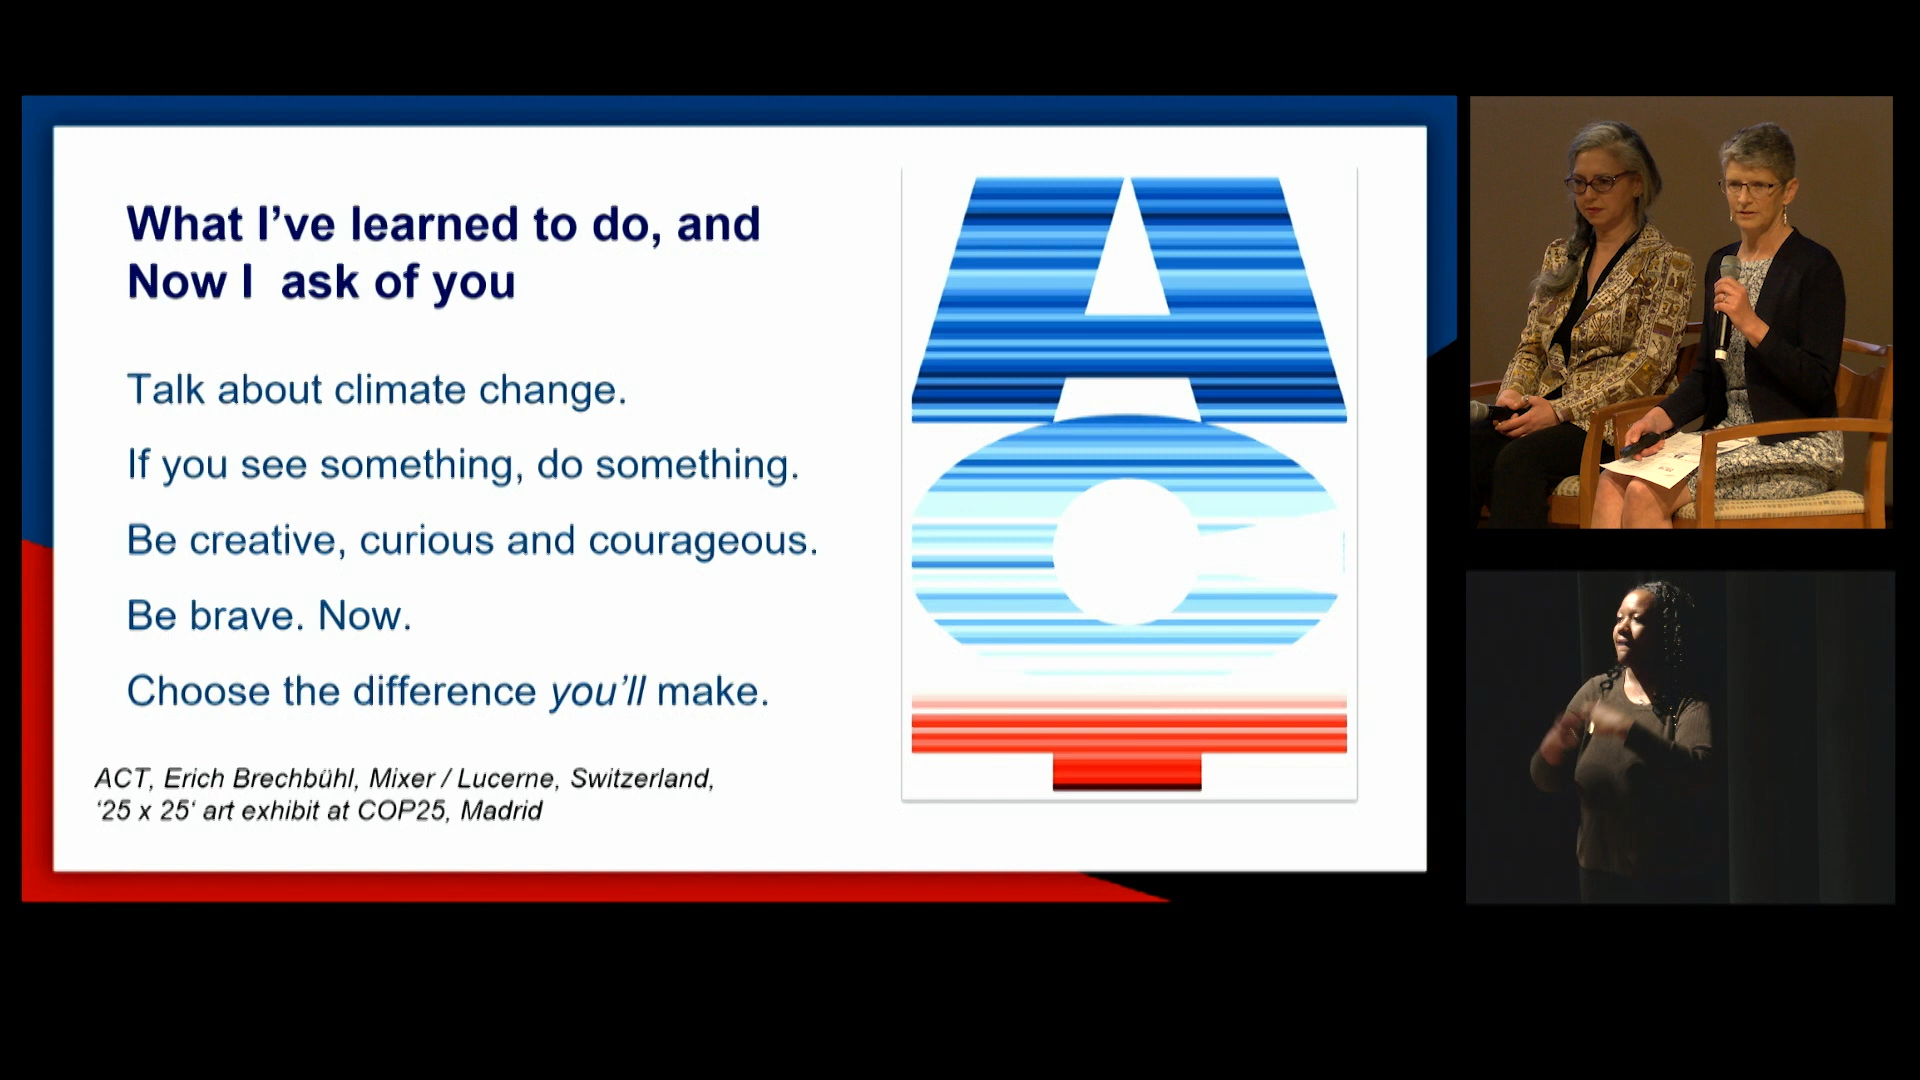 What I’ve learned to do, and
Now I  ask of you
Talk about climate change.
If you see something, do something.
Be creative, curious and courageous.
Be brave. Now.
Choose the difference you’ll make.
ACT, Erich Brechbühl, Mixer / Lucerne, Switzerland,
‘25 x 25‘ art exhibit at COP25, Madrid
ACT